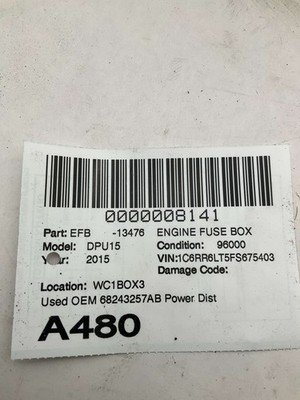 0000008141
Part: EFB -13476 ENGINE FUSE BOX
Model: DPU15 Condition: 96000
Year: 2015 VIN:1C6RR6LT5FS675403
Damage Code:
Location: WC1BOX3
Used OEM 68243257AB Power Dist
A480